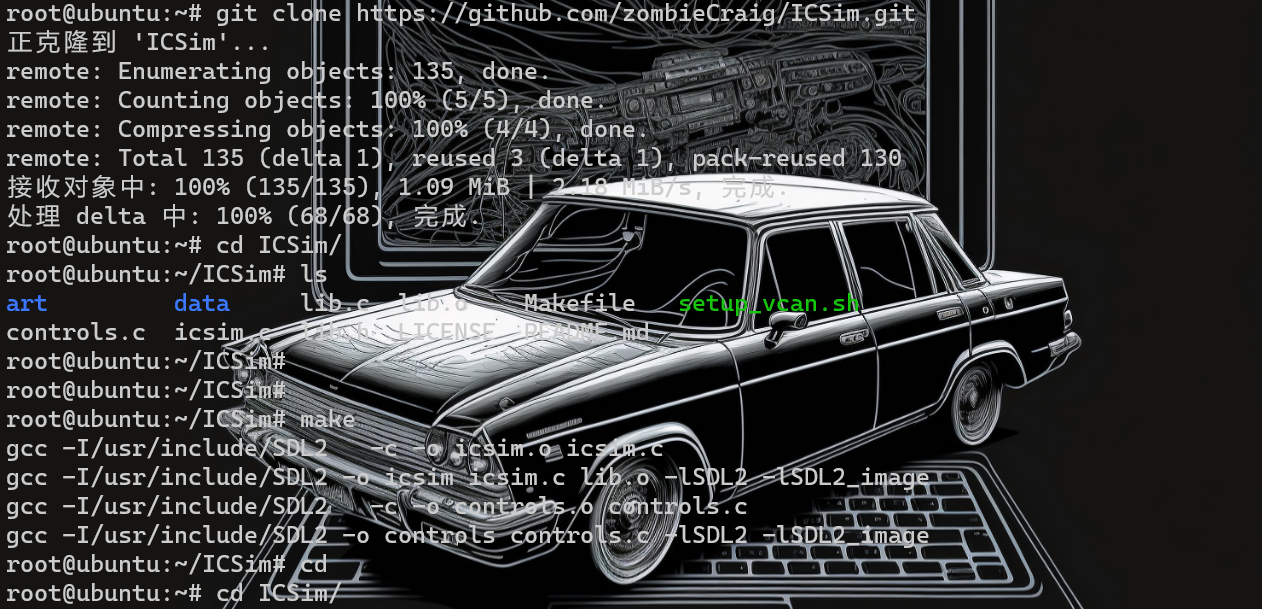 root@ubuntu:~# git clone https://github.com/zombieCraig/ICSim.git
正克隆到 'ICSim'...
remote: Enumerating objects: 135, done.
remote: Counting objects: 100% (5/5), done.
remote: Compressing objects: 100% (4/4), done.
remote: Total 135 (delta 1), reused 3 (delta 1), pack-reused 130
接收对象中: 100% (135/135), 1.09 MiB | 2.18 MiB/s, 完成.
处理 delta 中: 100% (68/68), 完成.
root@ubuntu:~# cd ICSim/
root@ubuntu:~/ICSim# ls
art data lib.c lib.o Makefile setup_vcan.sh
controls.c icsim.c lib.h LICENSE README.md
root@ubuntu:~/ICSim#
root@ubuntu:~/ICSim#
root@ubuntu:~/ICSim# make
gcc -I/usr/include/SDL2 -c -o icsim.o icsim.c
gcc -I/usr/include/SDL2 -o icsim icsim.c lib.o -lSDL2 -lSDL2_image
gcc -I/usr/include/SDL2 -c -o controls.o controls.c
gcc -I/usr/include/SDL2 -o controls controls.c -lSDL2 -lSDL2_image
root@ubuntu:~/ICSim# cd
root@ubuntu:~# cd ICSim/